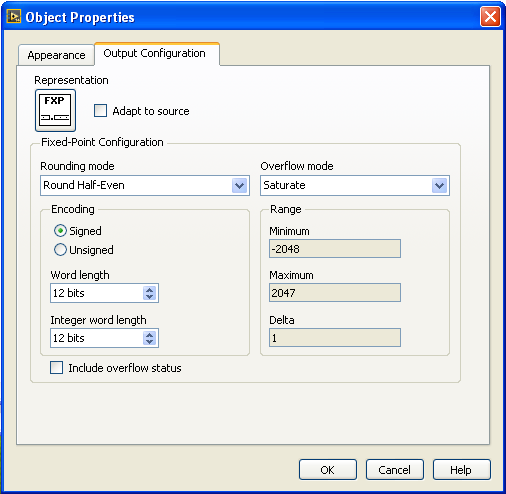 Object Properties
Appearance
Output Configuration
Representation
FXP
Adapt to source
Fixed-Point Configuration
Rounding mode
Overflow mode
Round Half-Even
Saturate
Encoding
Signed
Unsigned
Word length
12 bits
Integer word length
12 bits
Range
Minimum
-2048
Maximum
2047
Delta
1
Include overflow status
OK
Cancel
Help